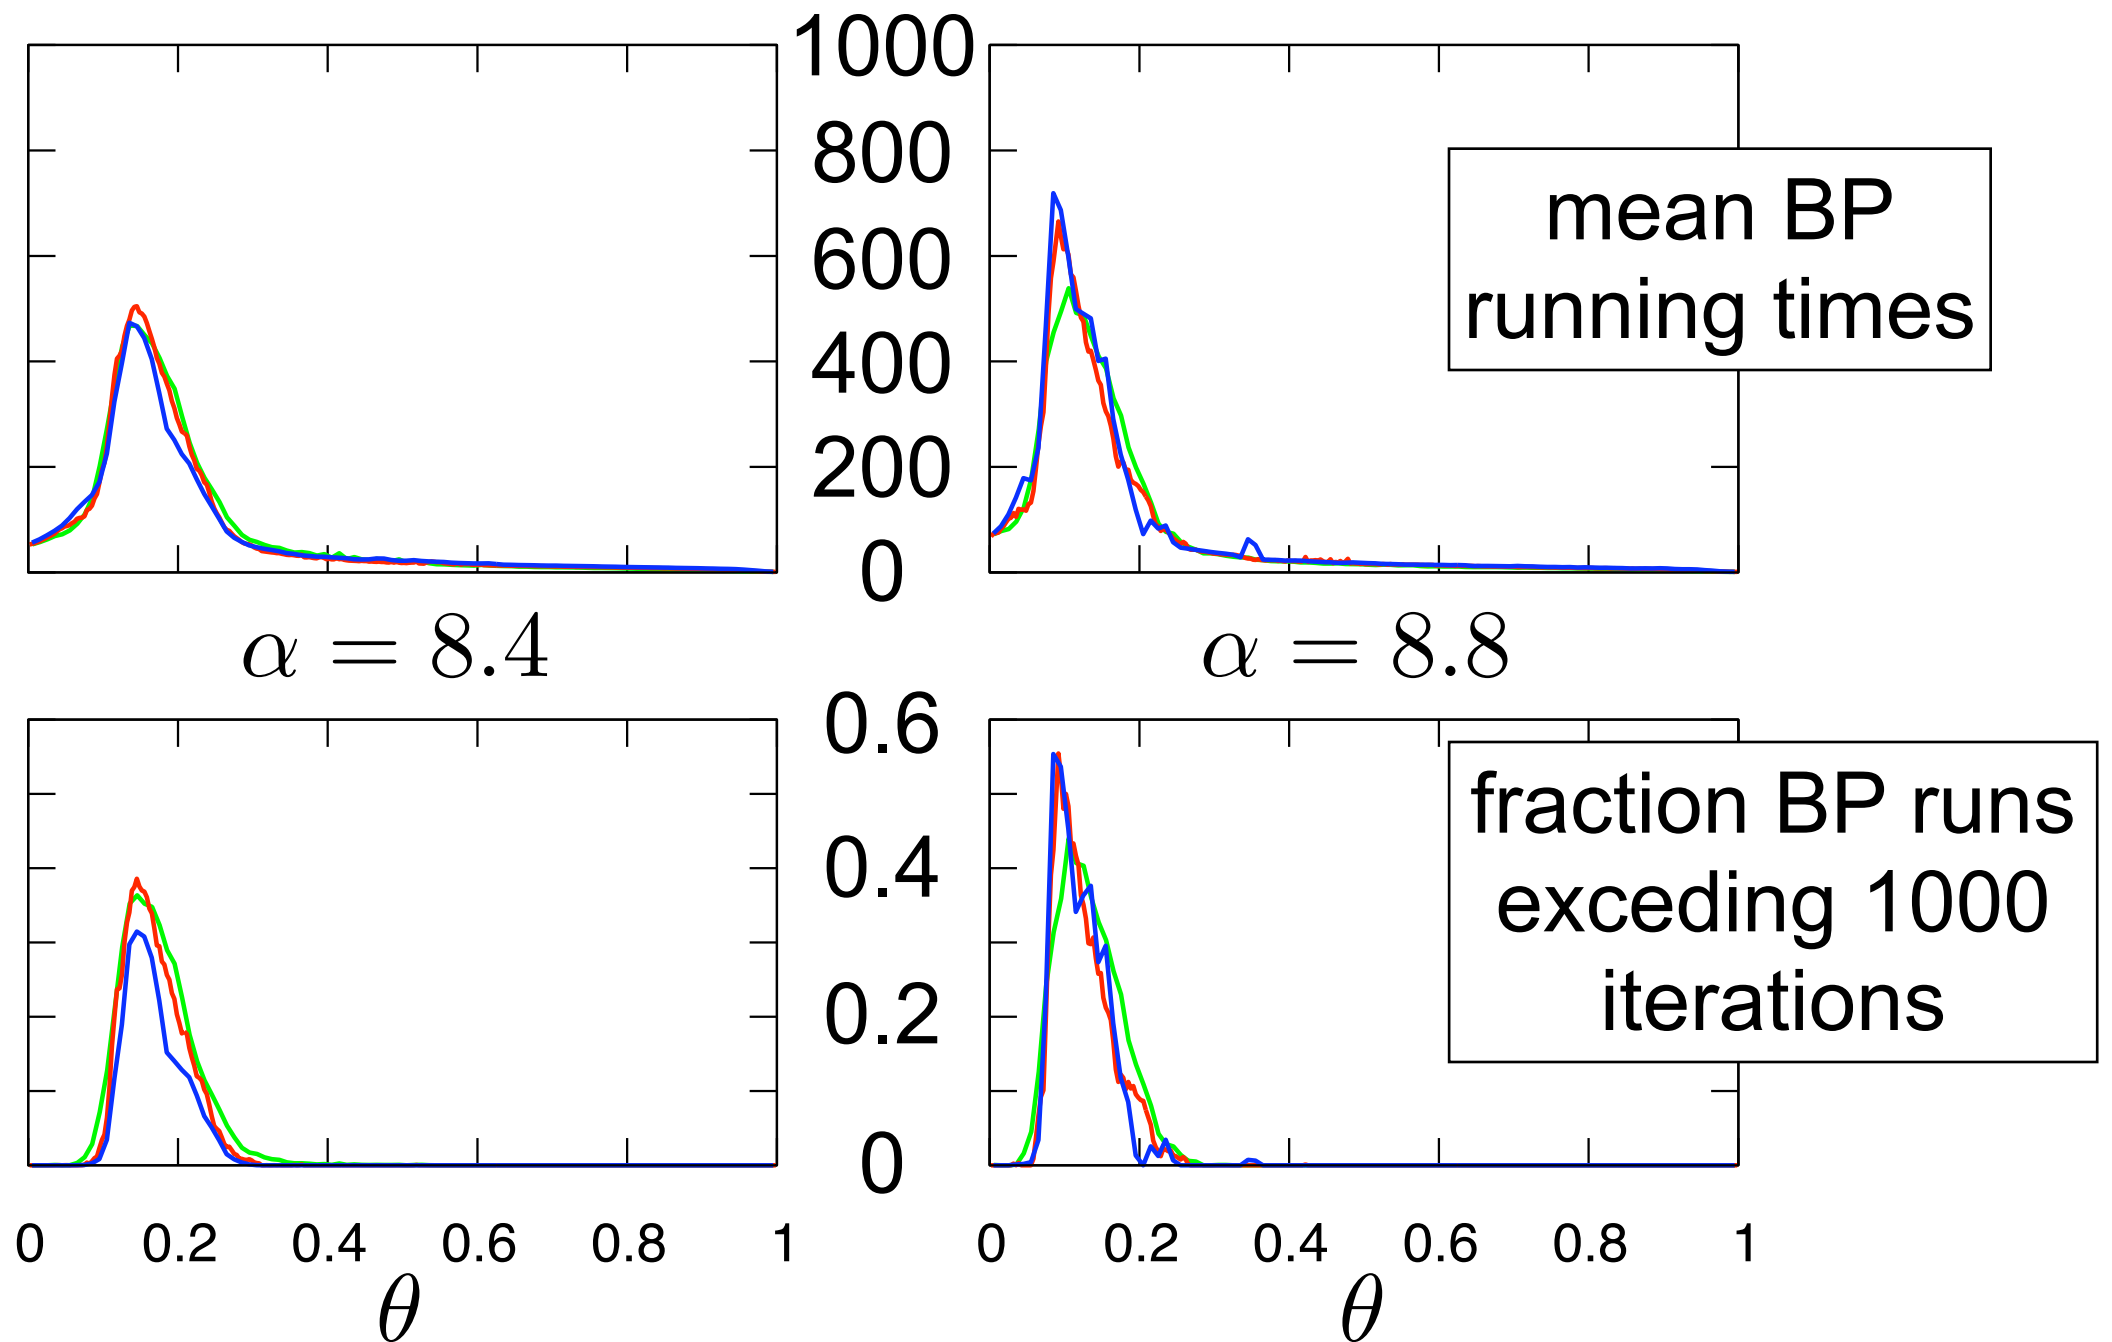 1000
800
600
400
200
0
mean BP
running times
α = 8.4
α = 8.8
0.6
0.4
0.2
0
fraction BP runs
exceding 1000
iterations
0 0.2 0.4 0.6 0.8 1
0 0.2 0.4 0.6 0.8 1
θ
θ